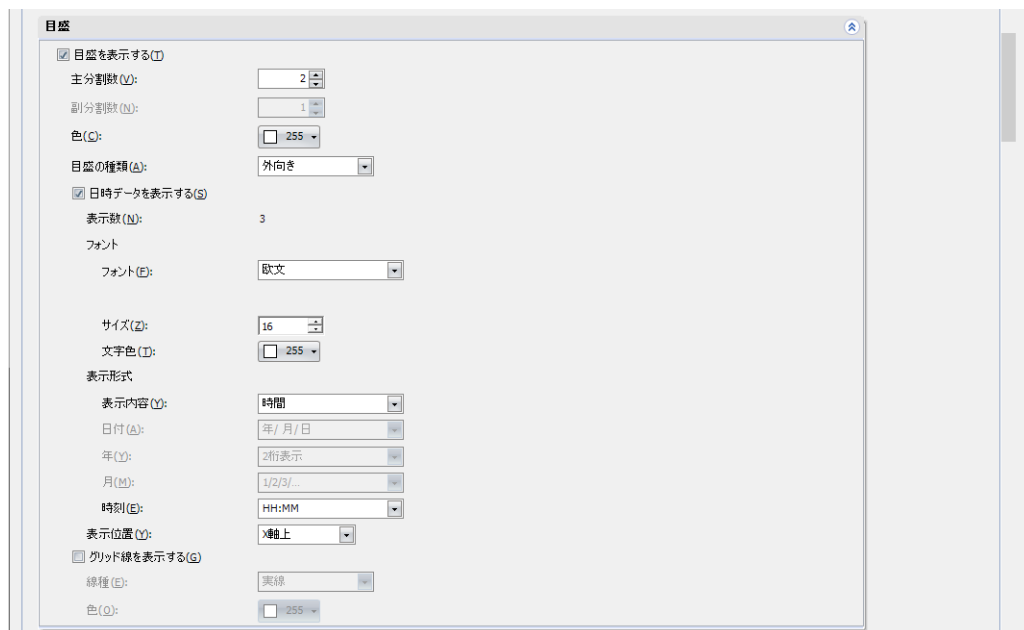 目盛
目盛を表示する(T)
主分割数(V): 2
副分割数(N): 1
色(C): 255
目盛の種類(A): 外向き
日時データを表示する(S)
表示数(N): 3
フォント
フォント(F): 欧文
サイズ(Z): 16
文字色(T): 255
表示形式
表示内容(Y): 時間
日付(A): 年/ 月/ 日
年(Y): 2桁表示
月(M): 1/2/3/...
時刻(E): HH:MM
表示位置(Y): X軸上
グリッド線を表示する(G)
線種(E): 実線
色(O): 255